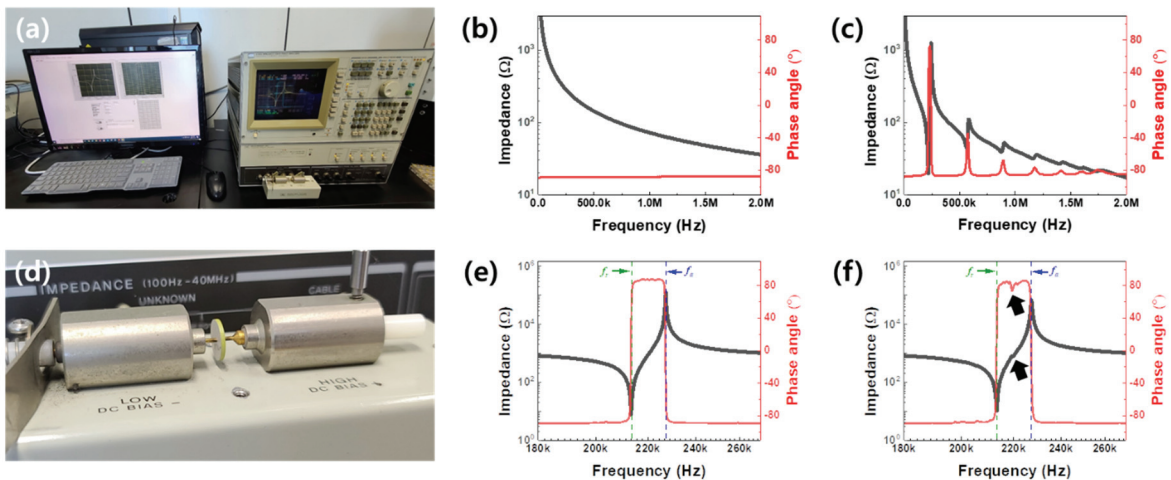 (a)
(b)
Impedance (Ω)
10³
10²
10¹
0.0
500.0k
1.0M
1.5M
2.0M
Frequency (Hz)
80
40
0
-40
-80
Phase angle (°)
(c)
Impedance (Ω)
10³
10²
10¹
0.0
500.0k
1.0M
1.5M
2.0M
Frequency (Hz)
80
40
0
-40
-80
Phase angle (°)
(d)
IMPEDANCE (100Hz-40MHz)
UNKNOWN
CABLE
LOW
DC BIAS −
HIGH
DC BIAS
(e)
fr
fa
Impedance (Ω)
10⁶
10⁴
10²
10⁰
180k
200k
220k
240k
260k
Frequency (Hz)
80
40
0
-40
-80
Phase angle (°)
(f)
fr
fa
Impedance (Ω)
10⁶
10⁴
10²
10⁰
180k
200k
220k
240k
260k
Frequency (Hz)
80
40
0
-40
-80
Phase angle (°)